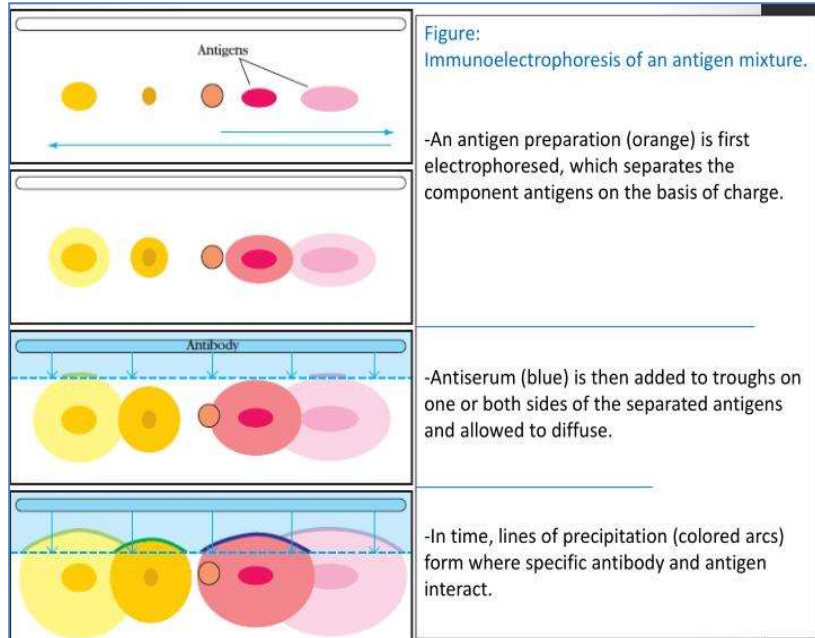 Antigens
Antibody
Figure:
Immunoelectrophoresis of an antigen mixture.
-An antigen preparation (orange) is first
electrophoresed, which separates the
component antigens on the basis of charge.
-Antiserum (blue) is then added to troughs on
one or both sides of the separated antigens
and allowed to diffuse.
-In time, lines of precipitation (colored arcs)
form where specific antibody and antigen
interact.